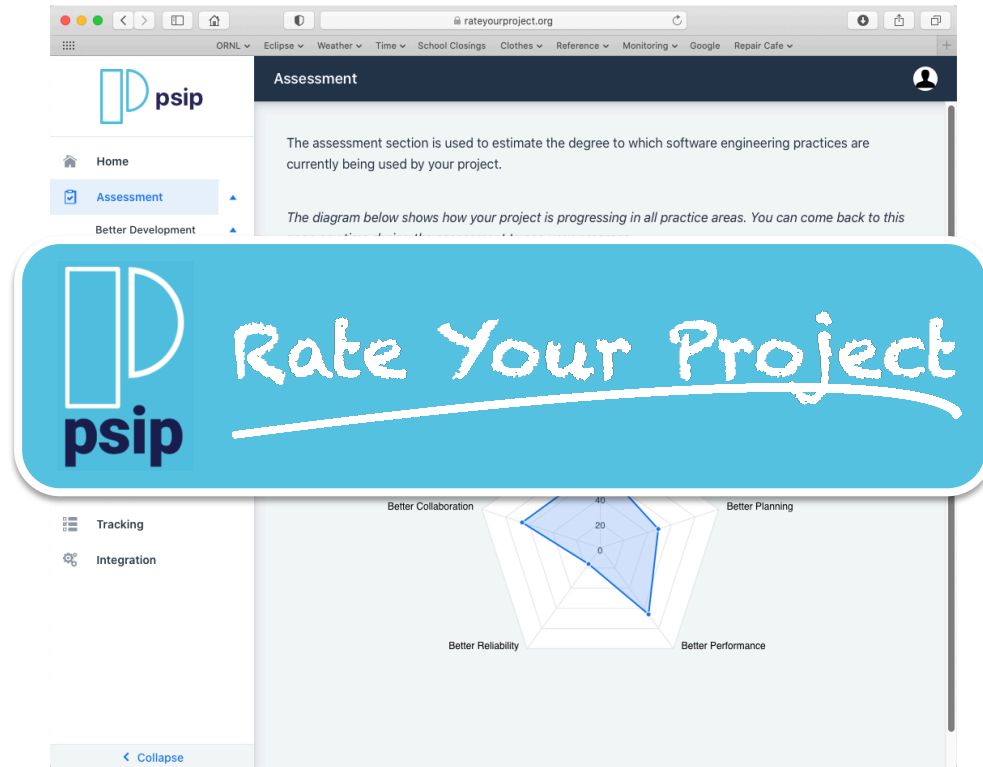 rateyourproject.org
ORNL Eclipse Weather Time School Closings Clothes Reference Monitoring Google Repair Cafe
psip
Assessment
The assessment section is used to estimate the degree to which software engineering practices are
currently being used by your project.
Home
Assessment
The diagram below shows how your project is progressing in all practice areas. You can come back to this
Better Development
Rate Your Project
psip
40
Better Collaboration
Better Planning
20
Tracking
0
Integration
Better Reliability
Better Performance
Collapse